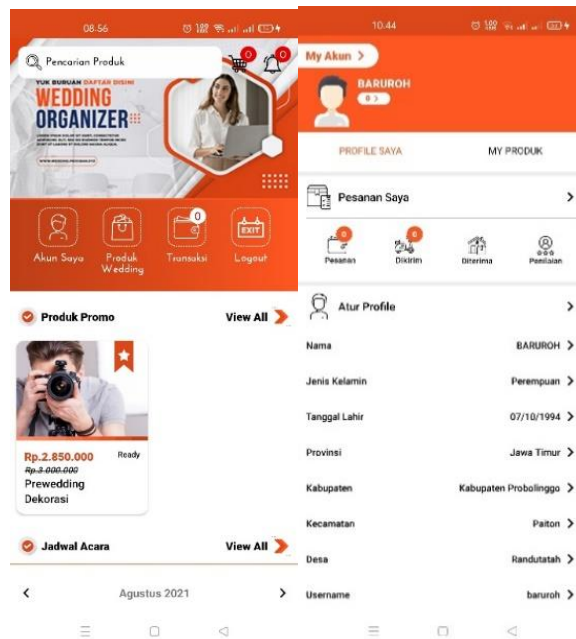 08.56
Pencarian Produk
0
0
YUK BURUAN DAFTAR DISINI
WEDDING
ORGANIZER
0
EXIT
Akun Saya
Produk
Wedding
Transaksi
Logout
Produk Promo
View All
Rp.2.850.000
Ready
Rp.3.000.000
Prewedding
Dekorasi
Jadwal Acara
View All
Agustus 2021
10.44
My Akun >
BARUROH
0 >
PROFILE SAYA
MY PRODUK
Pesanan Saya
0
0
Pesanan
Dikirim
Diterima
Penilaian
Atur Profile
Nama
BARUROH
Jenis Kelamin
Perempuan
Tanggal Lahir
07/10/1994
Provinsi
Jawa Timur
Kabupaten
Kabupaten Probolinggo
Kecamatan
Paiton
Desa
Randutatah
Username
baruroh